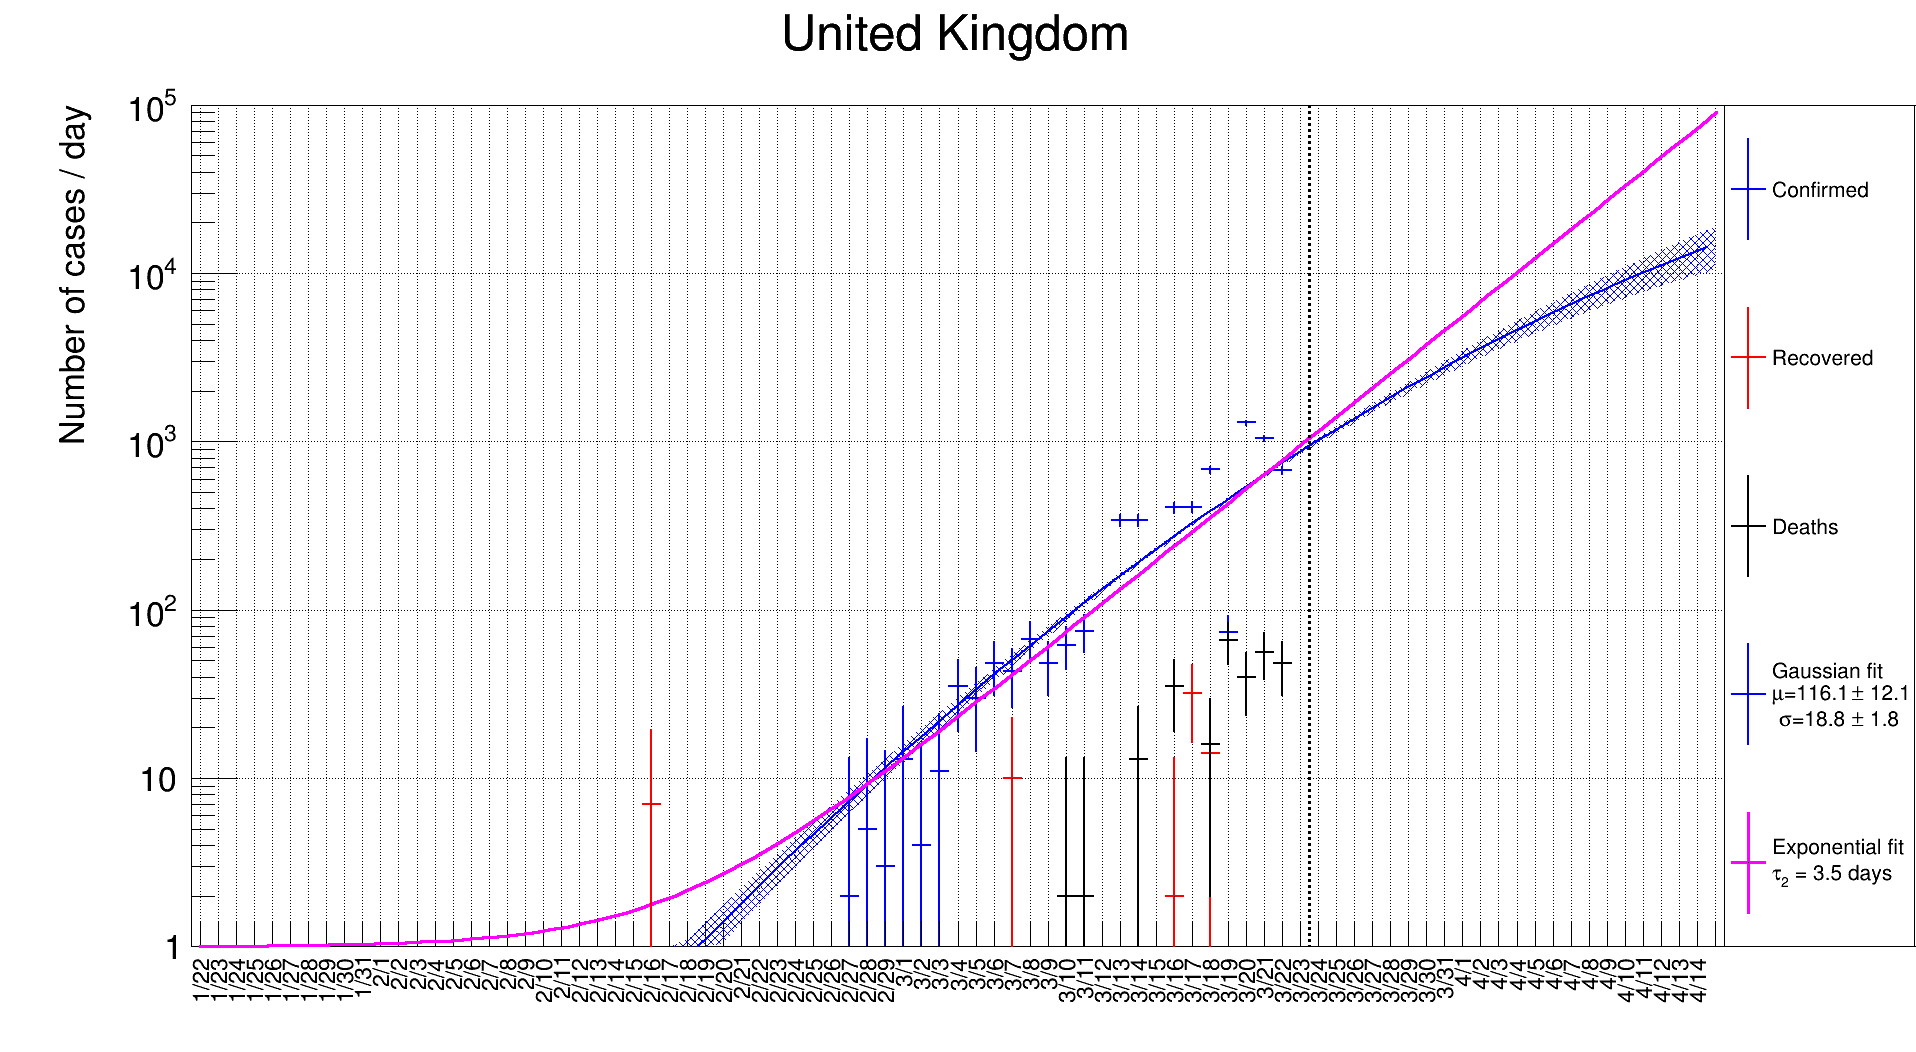 United Kingdom
Number of cases / day
10⁵
10⁴
10³
10²
10
1
1/22 1/23 1/24 1/25 1/26 1/27 1/28 1/29 1/30 1/31 2/1 2/2 2/3 2/4 2/5 2/6 2/7 2/8 2/9 2/10 2/11 2/12 2/13 2/14 2/15 2/16 2/17 2/18 2/19 2/20 2/21 2/22 2/23 2/24 2/25 2/26 2/27 2/28 2/29 3/1 3/2 3/3 3/4 3/5 3/6 3/7 3/8 3/9 3/10 3/11 3/12 3/13 3/14 3/15 3/16 3/17 3/18 3/19 3/20 3/21 3/22 3/23 3/24 3/25 3/26 3/27 3/28 3/29 3/30 3/31 4/1 4/2 4/3 4/4 4/5 4/6 4/7 4/8 4/9 4/10 4/11 4/12 4/13 4/14
Confirmed
Recovered
Deaths
Gaussian fit
μ=116.1 ± 12.1
σ=18.8 ± 1.8
Exponential fit
τ₂ = 3.5 days